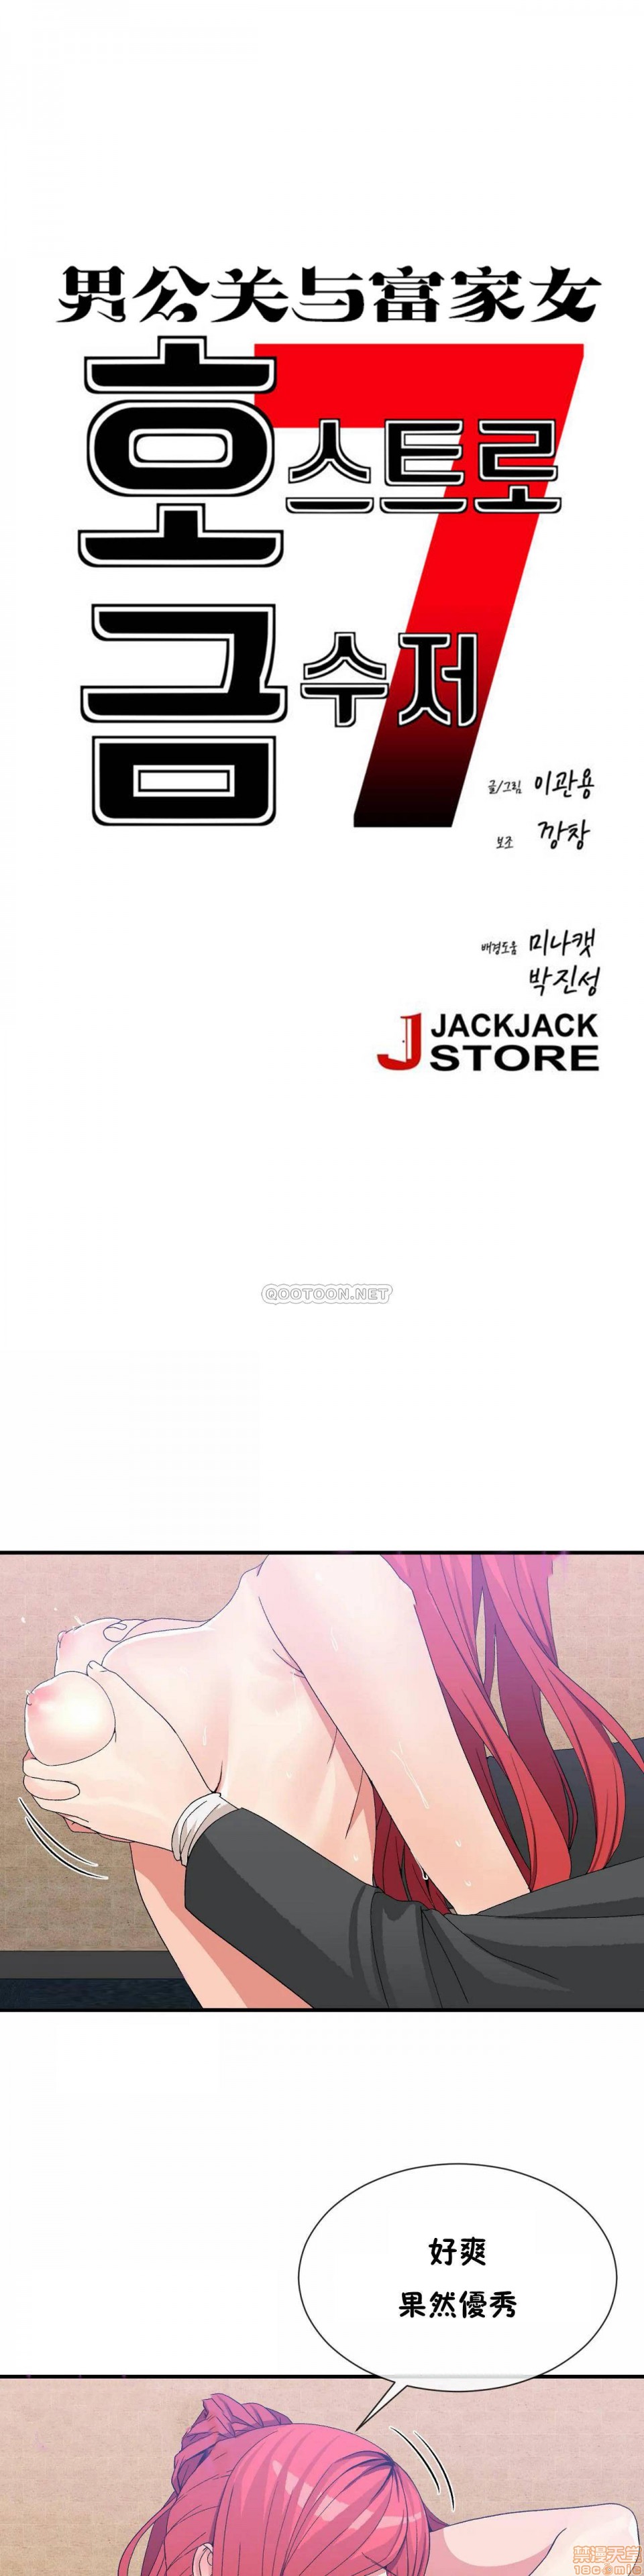 男公关与富家女
호스트로
금수저
7
글/그림 이관용
보조 깡창
배경도움 미나캣
박진성
J JACKJACK
STORE
QOOTOON.NET
好爽
果然優秀
禁漫天堂
18comic